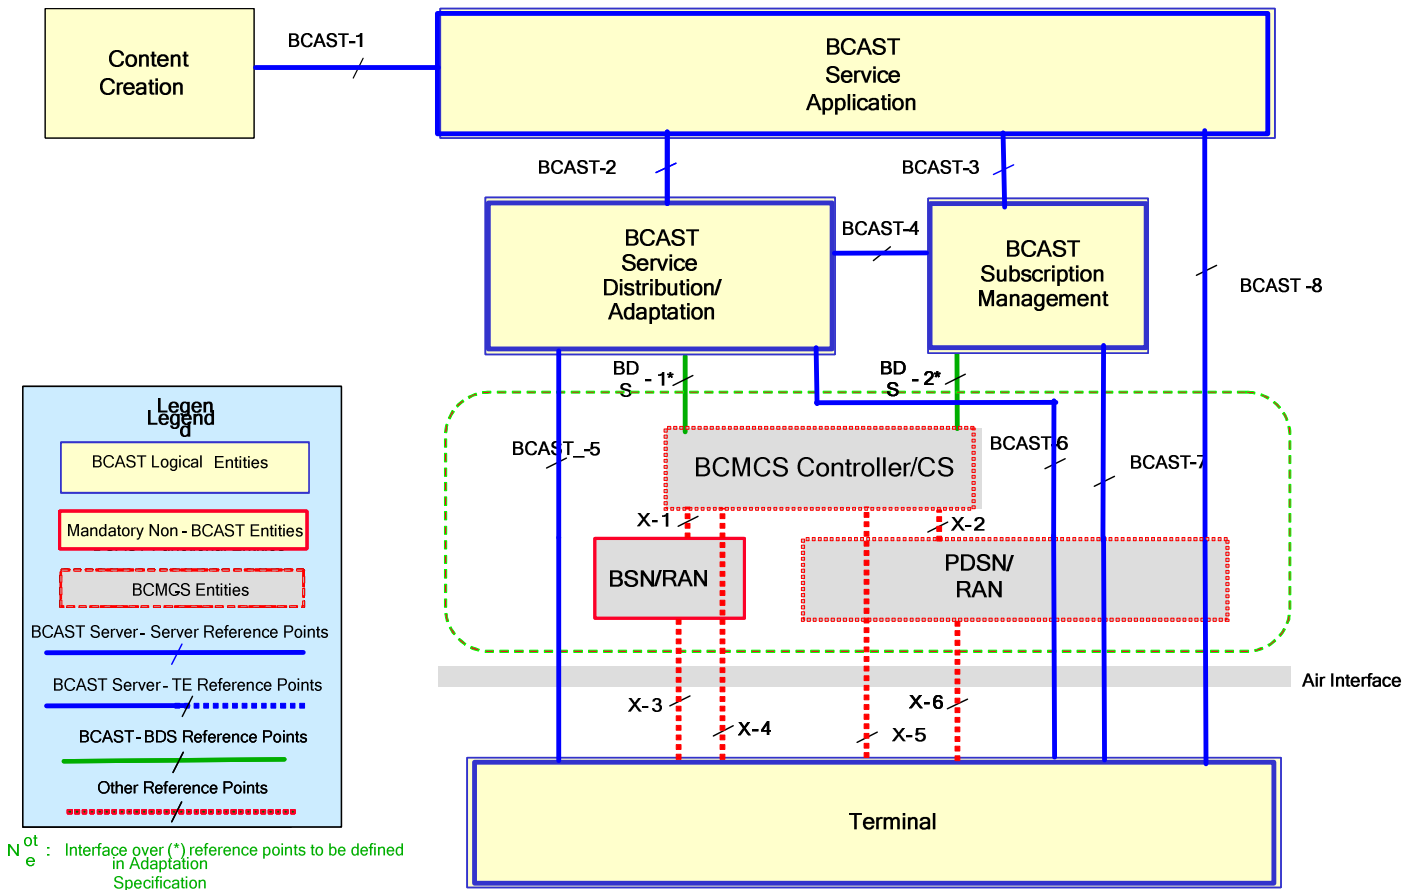 Content
Creation
BCAST-1
BCAST
Service
Application
BCAST-2
BCAST-3
BCAST
Service
Distribution/
Adaptation
BCAST-4
BCAST
Subscription
Management
BCAST -8
BD
S - 1*
BD
S - 2*
BCAST_-5
BCMCS Controller/CS
BCAST-6
BCAST-7
X-1
X-2
BSN/RAN
PDSN/
RAN
Air Interface
X-3
X-4
X-5
X-6
Terminal
Legen
d
Legend
BCAST Logical Entities
Mandatory Non - BCAST Entities
BCMCS Entities
BCAST Server - Server Reference Points
BCAST Server - TE Reference Points
BCAST - BDS Reference Points
Other Reference Points
Note : Interface over (*) reference points to be defined
in Adaptation
Specification